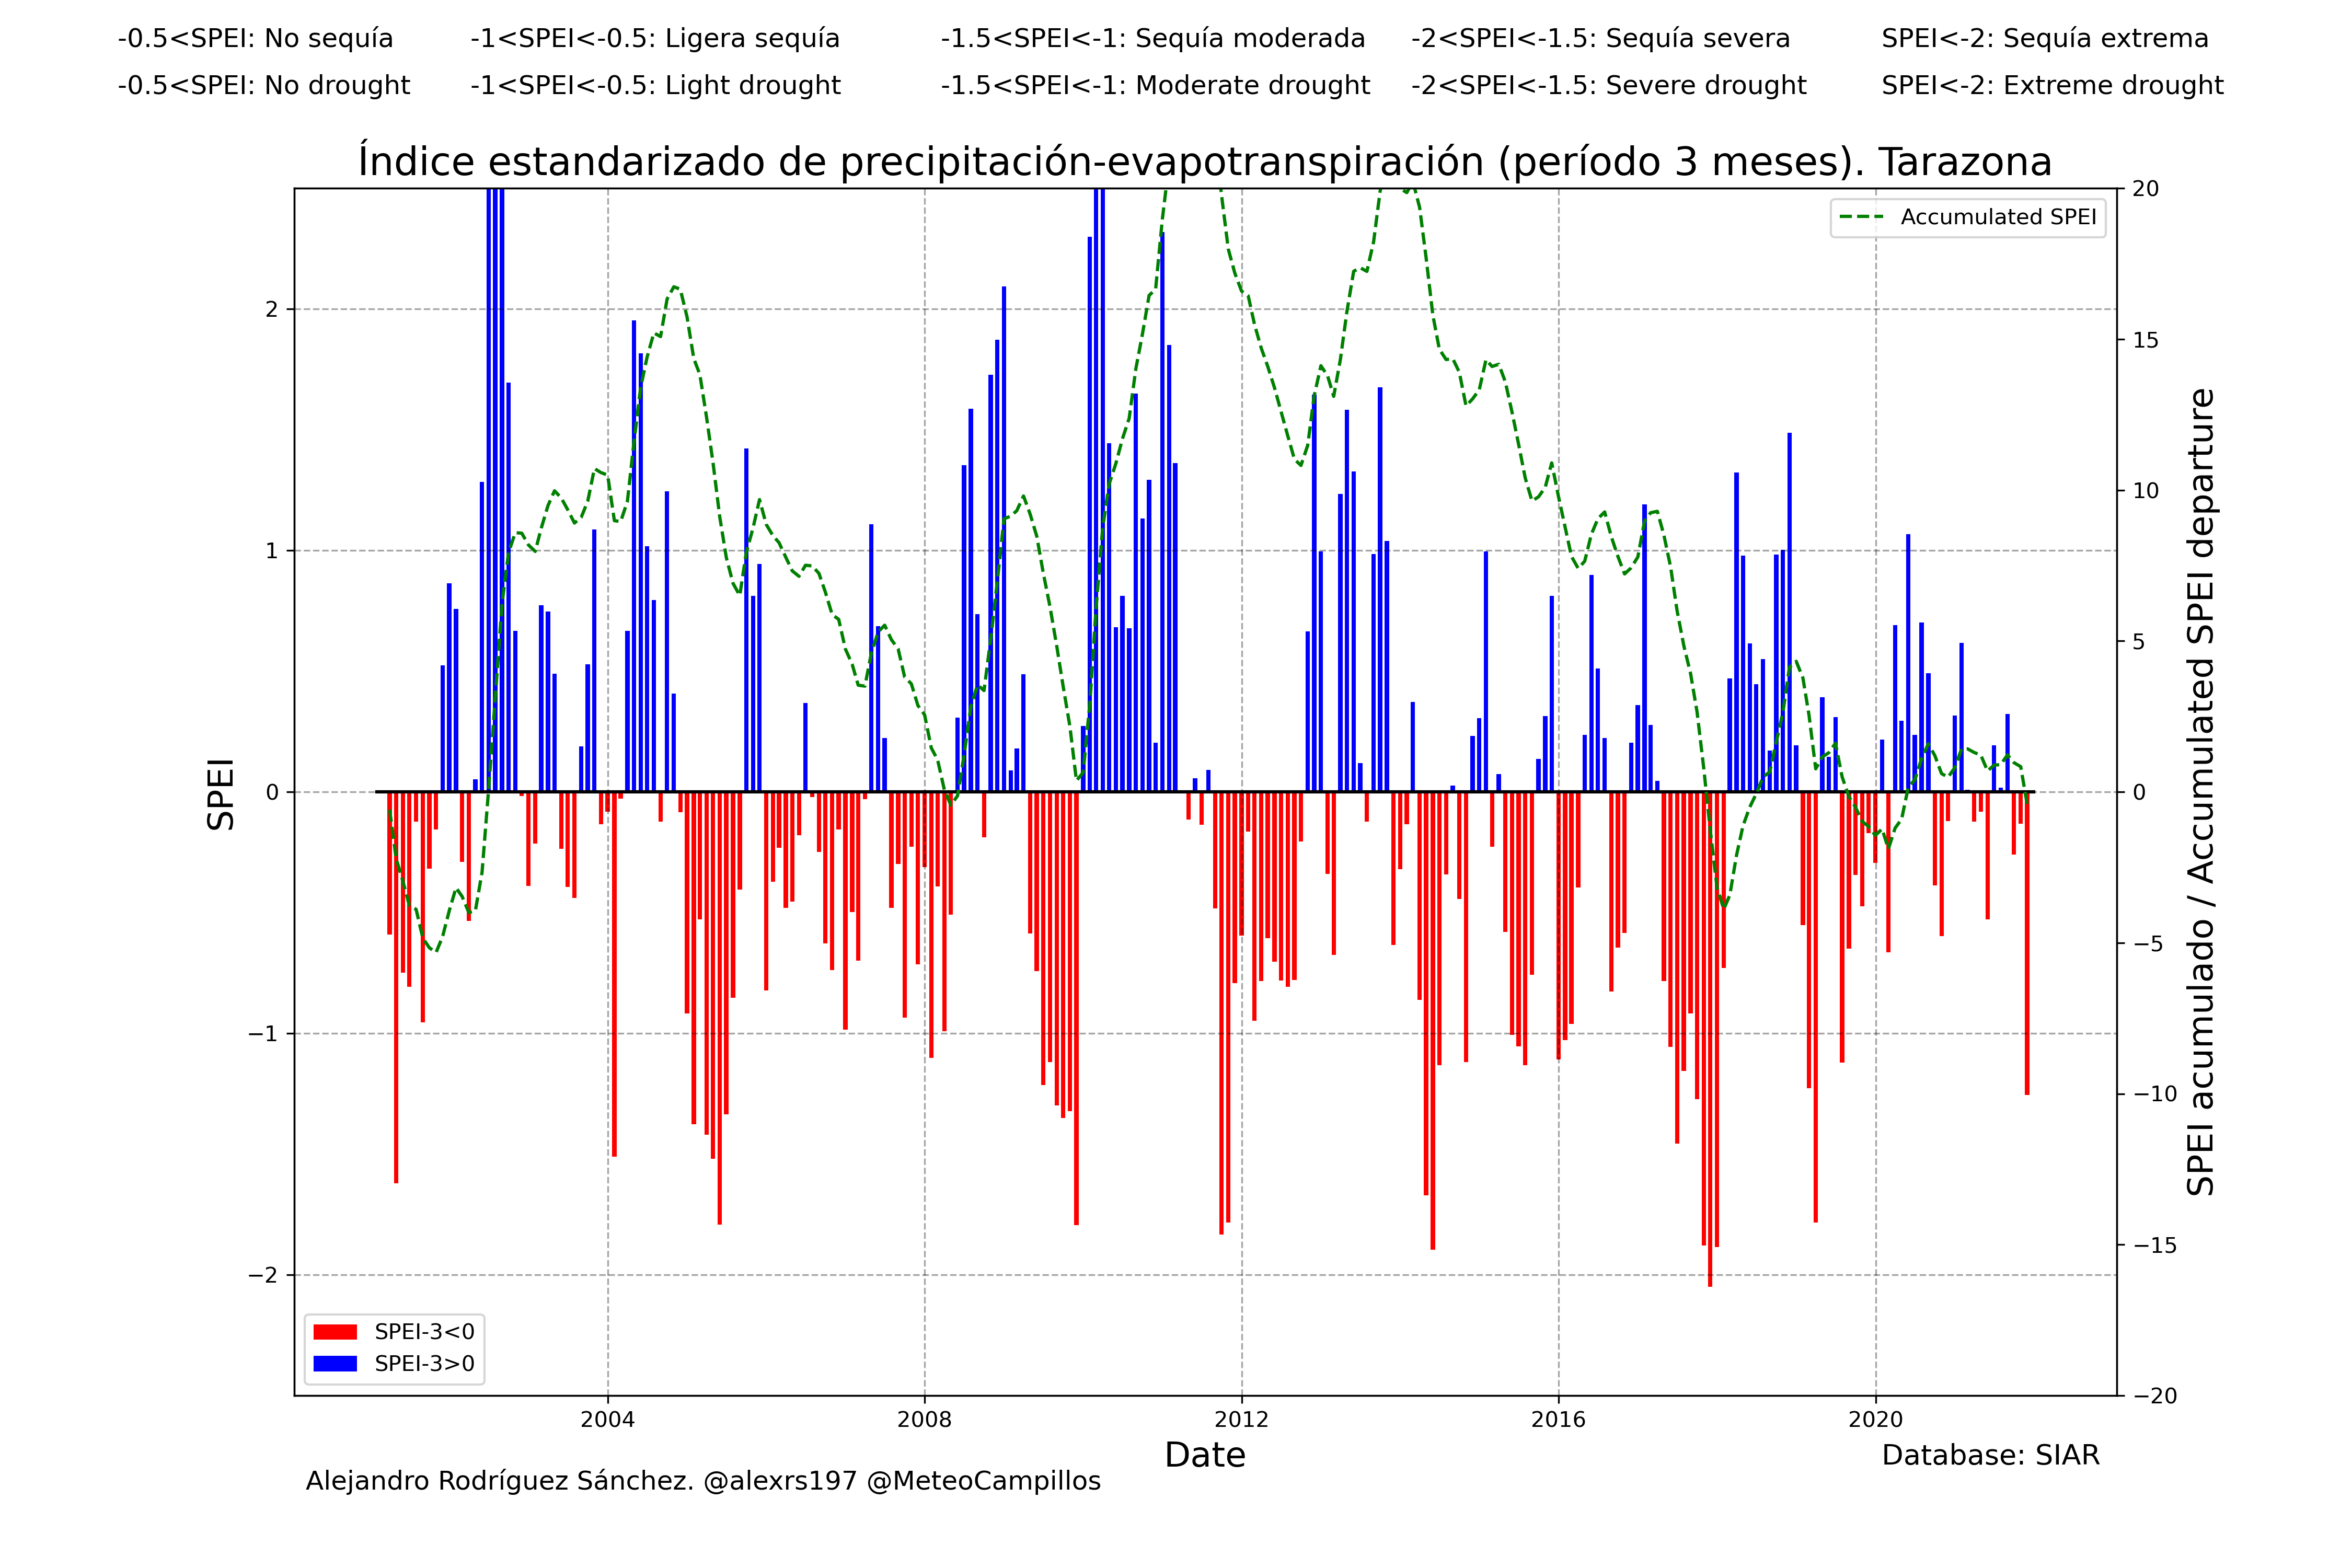 -0.5<SPEI: No sequía -1<SPEI<-0.5: Ligera sequía -1.5<SPEI<-1: Sequía moderada -2<SPEI<-1.5: Sequía severa SPEI<-2: Sequía extrema
-0.5<SPEI: No drought -1<SPEI<-0.5: Light drought -1.5<SPEI<-1: Moderate drought -2<SPEI<-1.5: Severe drought SPEI<-2: Extreme drought
Índice estandarizado de precipitación-evapotranspiración (período 3 meses). Tarazona
Accumulated SPEI
SPEI
2
1
0
−1
−2
20
15
10
5
0
−5
−10
−15
−20
SPEI acumulado / Accumulated SPEI departure
SPEI-3<0
SPEI-3>0
2004 2008 2012 2016 2020
Date
Database: SIAR
Alejandro Rodríguez Sánchez. @alexrs197 @MeteoCampillos